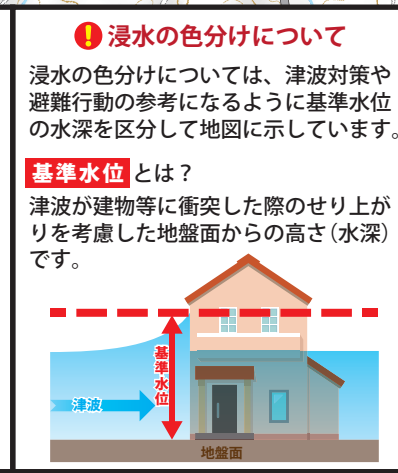 ! 浸水の色分けについて
浸水の色分けについては、津波対策や
避難行動の参考になるように基準水位
の水深を区分して地図に示しています。
基準水位 とは？
津波が建物等に衝突した際のせり上が
りを考慮した地盤面からの高さ（水深）
です。
基準水位
津波
地盤面